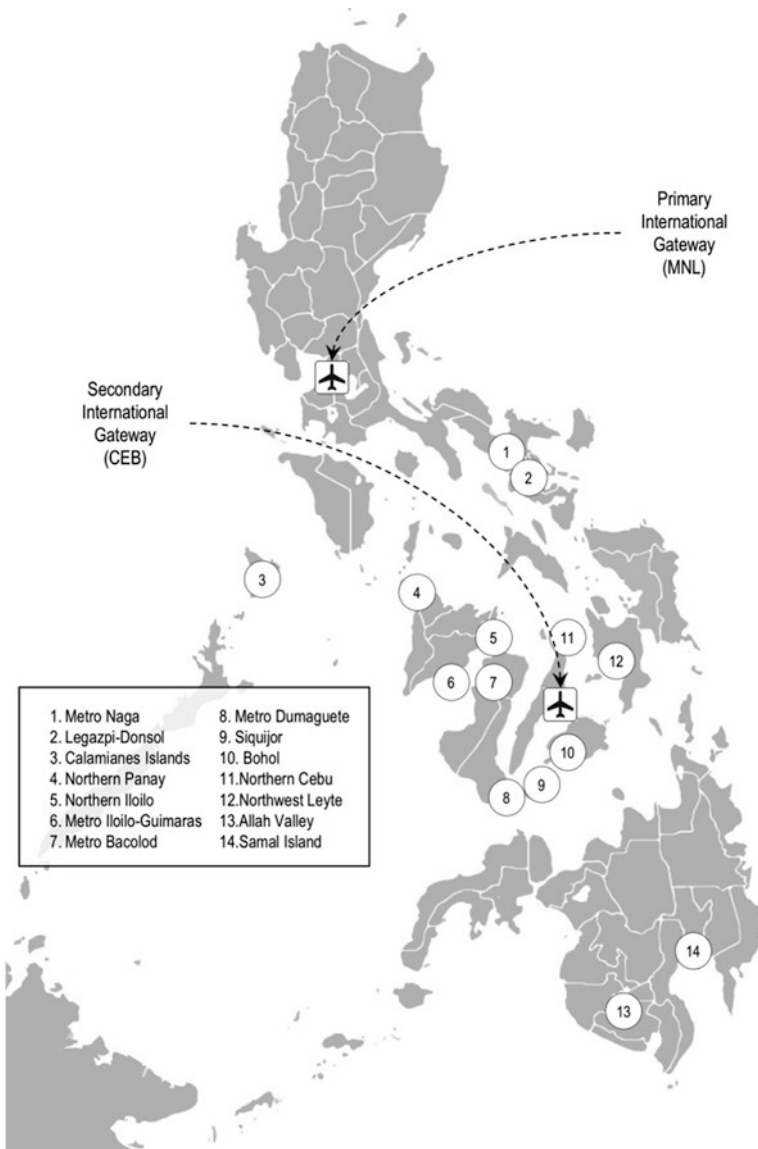 Primary
International
Gateway
(MNL)
Secondary
International
Gateway
(CEB)
1
2
3
4
5
11
12
6
7
10
9
8
14
13
1. Metro Naga
2. Legazpi-Donsol
3. Calamianes Islands
4. Northern Panay
5. Northern Iloilo
6. Metro Iloilo-Guimaras
7. Metro Bacolod
8. Metro Dumaguete
9. Siquijor
10. Bohol
11.Northern Cebu
12.Northwest Leyte
13.Allah Valley
14.Samal Island